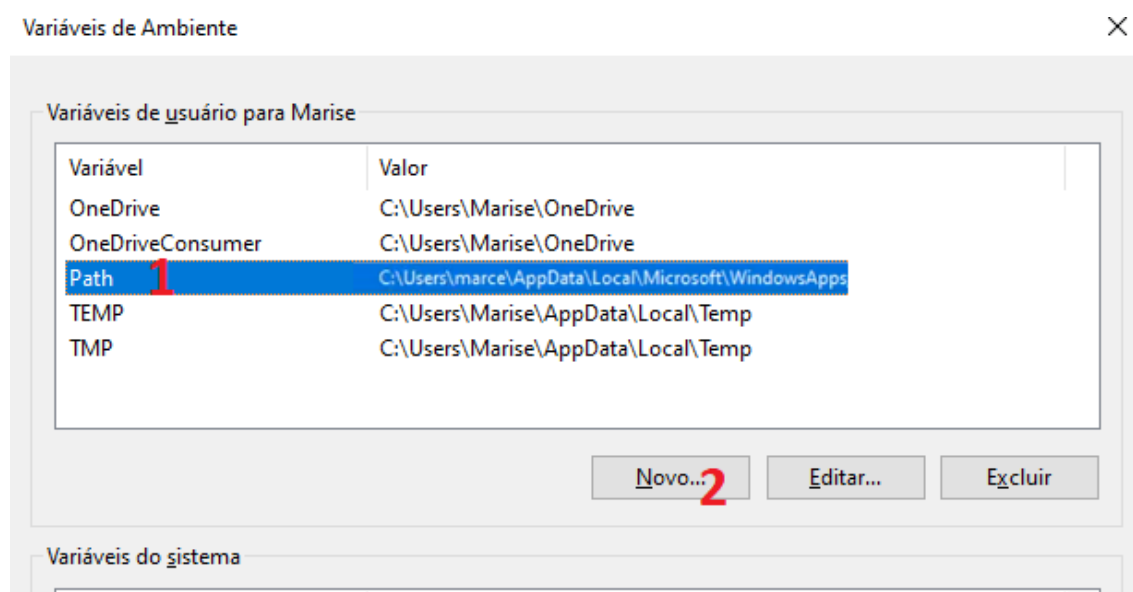 Variáveis de Ambiente
Variáveis de usuário para Marise
Variável Valor
OneDrive C:\Users\Marise\OneDrive
OneDriveConsumer C:\Users\Marise\OneDrive
Path 1 C:\Users\marce\AppData\Local\Microsoft\WindowsApps
TEMP C:\Users\Marise\AppData\Local\Temp
TMP C:\Users\Marise\AppData\Local\Temp
Novo... 2 Editar... Excluir
Variáveis do sistema